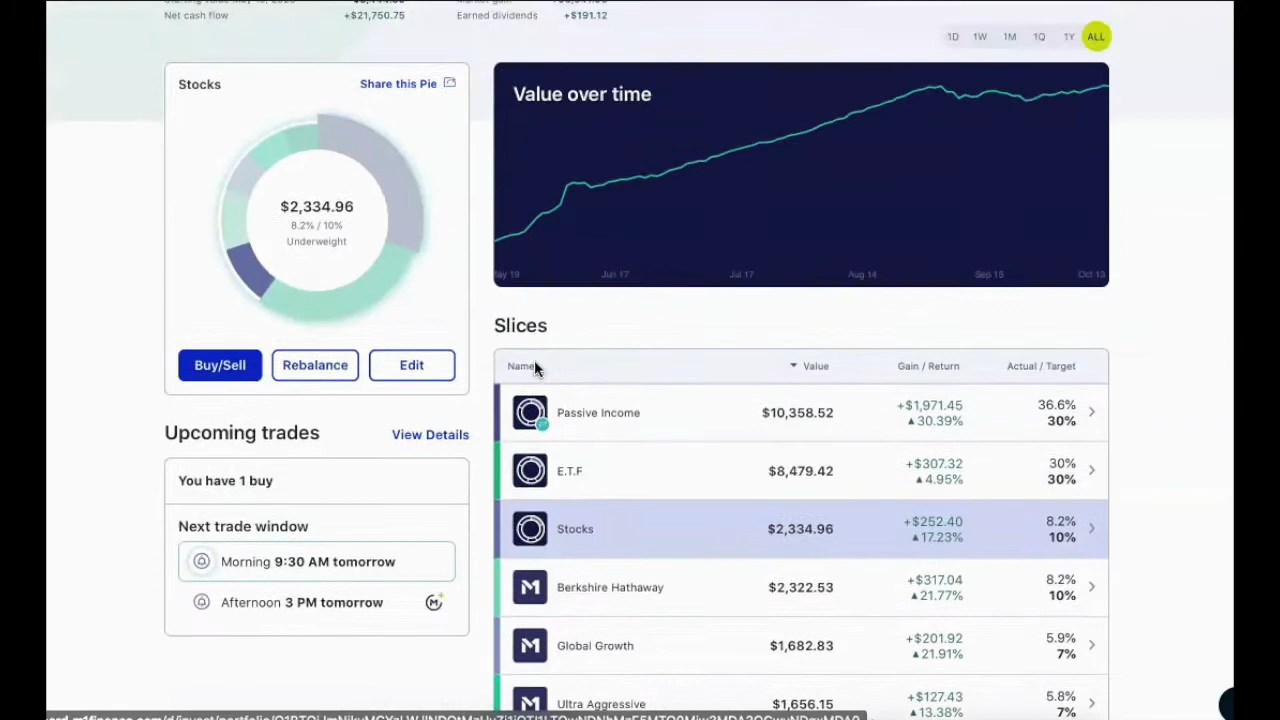 Net cash flow +$21,750.75 Earned dividends +$191.12
1D 1W 1M 1Q 1Y ALL
Stocks Share this Pie
Value over time
$2,334.96
8.2% / 10%
Underweight
May 19 Jun 17 Jul 17 Aug 14 Sep 15 Oct 13
Buy/Sell Rebalance Edit
Upcoming trades View Details
You have 1 buy
Next trade window
Morning 9:30 AM tomorrow
Afternoon 3 PM tomorrow
Slices
Name Value Gain / Return Actual / Target
Passive Income $10,358.52 +$1,971.45 36.6%
▲30.39% 30%
E.T.F $8,479.42 +$307.32 30%
▲4.95% 30%
Stocks $2,334.96 +$252.40 8.2%
▲17.23% 10%
Berkshire Hathaway $2,322.53 +$317.04 8.2%
▲21.77% 10%
Global Growth $1,682.83 +$201.92 5.9%
▲21.91% 7%
Ultra Aggressive $1,656.15 +$127.43 5.8%
▲13.38% 7%